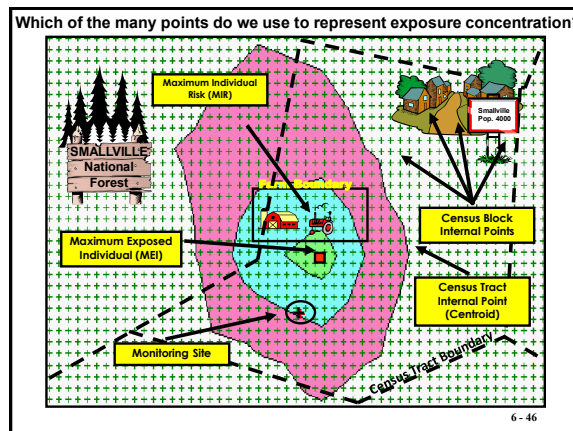 Which of the many points do we use to represent exposure concentration?
Maximum Individual
Risk (MIR)
Smallville
Pop. 4000
SMALLVILLE
National
Forest
Farm Boundary
Census Block
Internal Points
Maximum Exposed
Individual (MEI)
Census Tract
Internal Point
(Centroid)
Monitoring Site
Census Tract Boundary
6 - 46